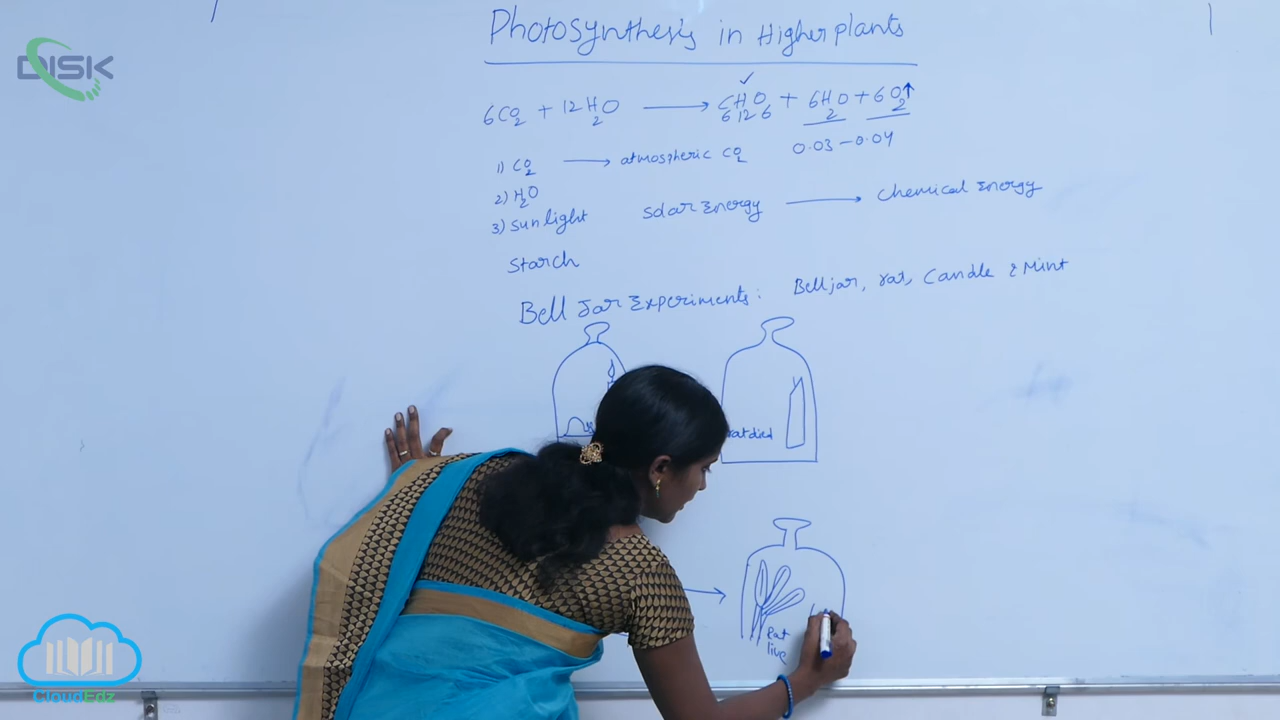 DISK
Photosynthesis in Higher plants
6CO2 + 12H2O → C6H12O6 + 6H2O + 6O2↑
0.03 - 0.04
1) CO2 → atmospheric CO2
2) H2O
3) sunlight solar Energy → chemical Energy
starch
Bell Jar Experiments: Bell jar, rat, Candle & Mint
rat died
Rat
live
CloudEdz